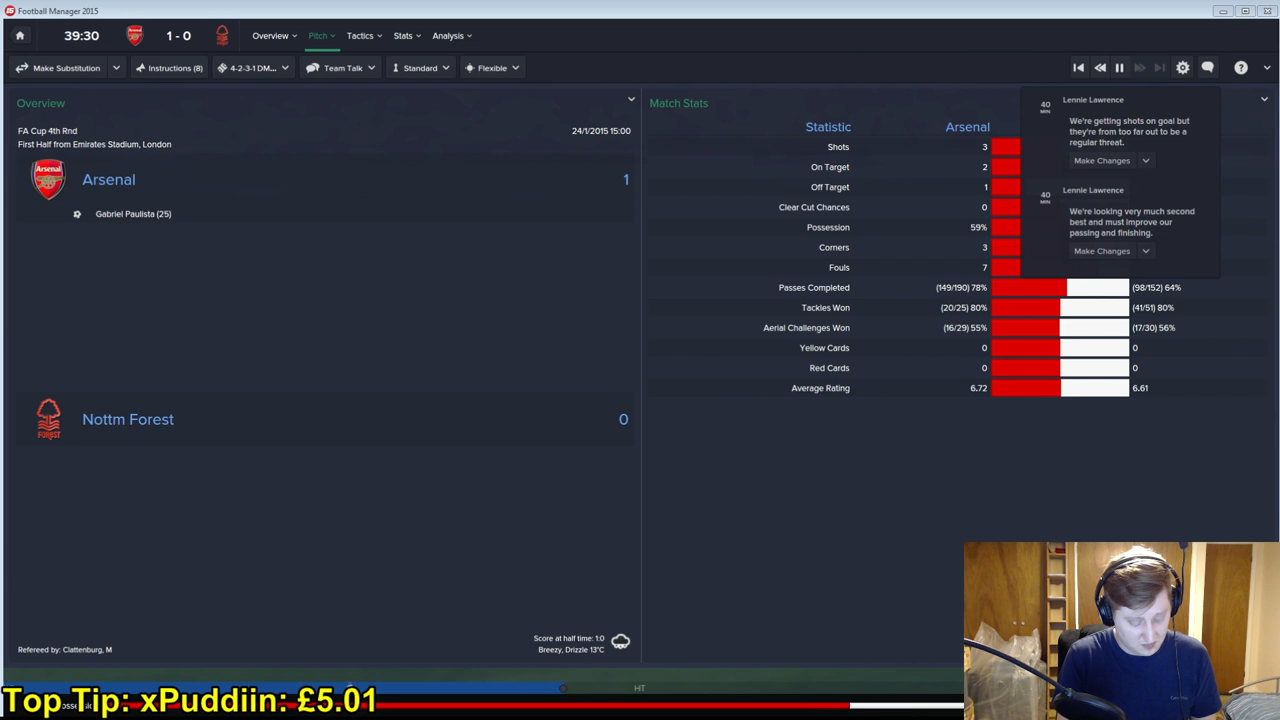 Football Manager 2015
39:30
1 - 0
Overview
Pitch
Tactics
Stats
Analysis
Make Substitution
Instructions (8)
4-2-3-1 DM...
Team Talk
Standard
Flexible
Overview
FA Cup 4th Rnd
24/1/2015 15:00
First Half from Emirates Stadium, London
Arsenal
Arsenal
1
Gabriel Paulista (25)
FOREST
Nottm Forest
0
Refereed by: Clattenburg, M
Score at half time: 1:0
Breezy, Drizzle 13°C
Match Stats
Statistic
Arsenal
Shots
3
On Target
2
Off Target
1
Clear Cut Chances
0
Possession
59%
Corners
3
Fouls
7
Passes Completed
(149/190) 78%
(98/152) 64%
Tackles Won
(20/25) 80%
(41/51) 80%
Aerial Challenges Won
(16/29) 55%
(17/30) 56%
Yellow Cards
0
0
Red Cards
0
0
Average Rating
6.72
6.61
40
MIN
Lennie Lawrence
We're getting shots on goal but
they're from too far out to be a
regular threat.
Make Changes
40
MIN
Lennie Lawrence
We're looking very much second
best and must improve our
passing and finishing.
Make Changes
HT
Top Tip: xPuddiin: £5.01